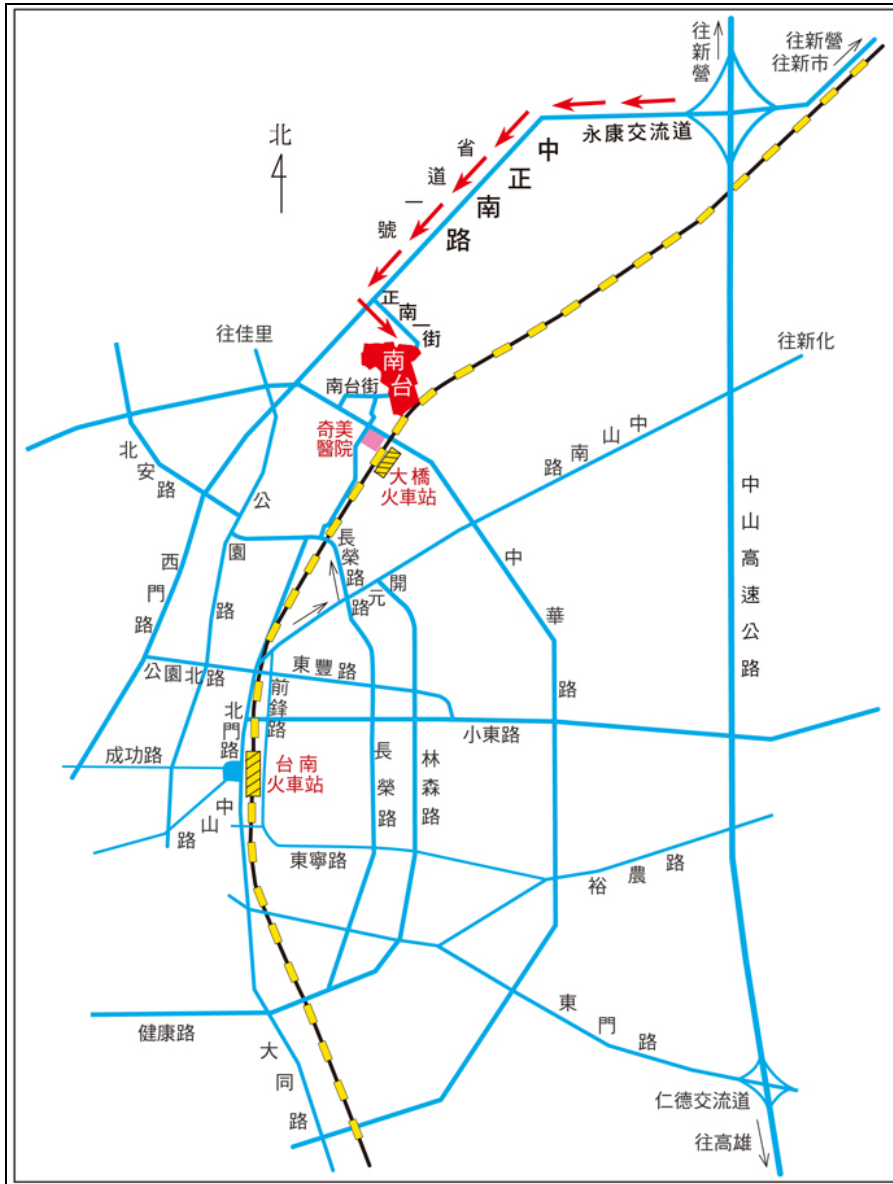 往新營
往新營
往新市
永康交流道
中正南路
省道一號
北
正南一街
往佳里
南台
南台街
往新化
奇美
醫院
大橋
火車站
中山南路
北安路
公園路
西門路
長榮路
開元路
中華路
中山高速公路
公園北路
東豐路
前鋒路
北門路
小東路
成功路
台南
火車站
長榮路
林森路
中山路
東寧路
裕農路
東門路
健康路
大同路
仁德交流道
往高雄